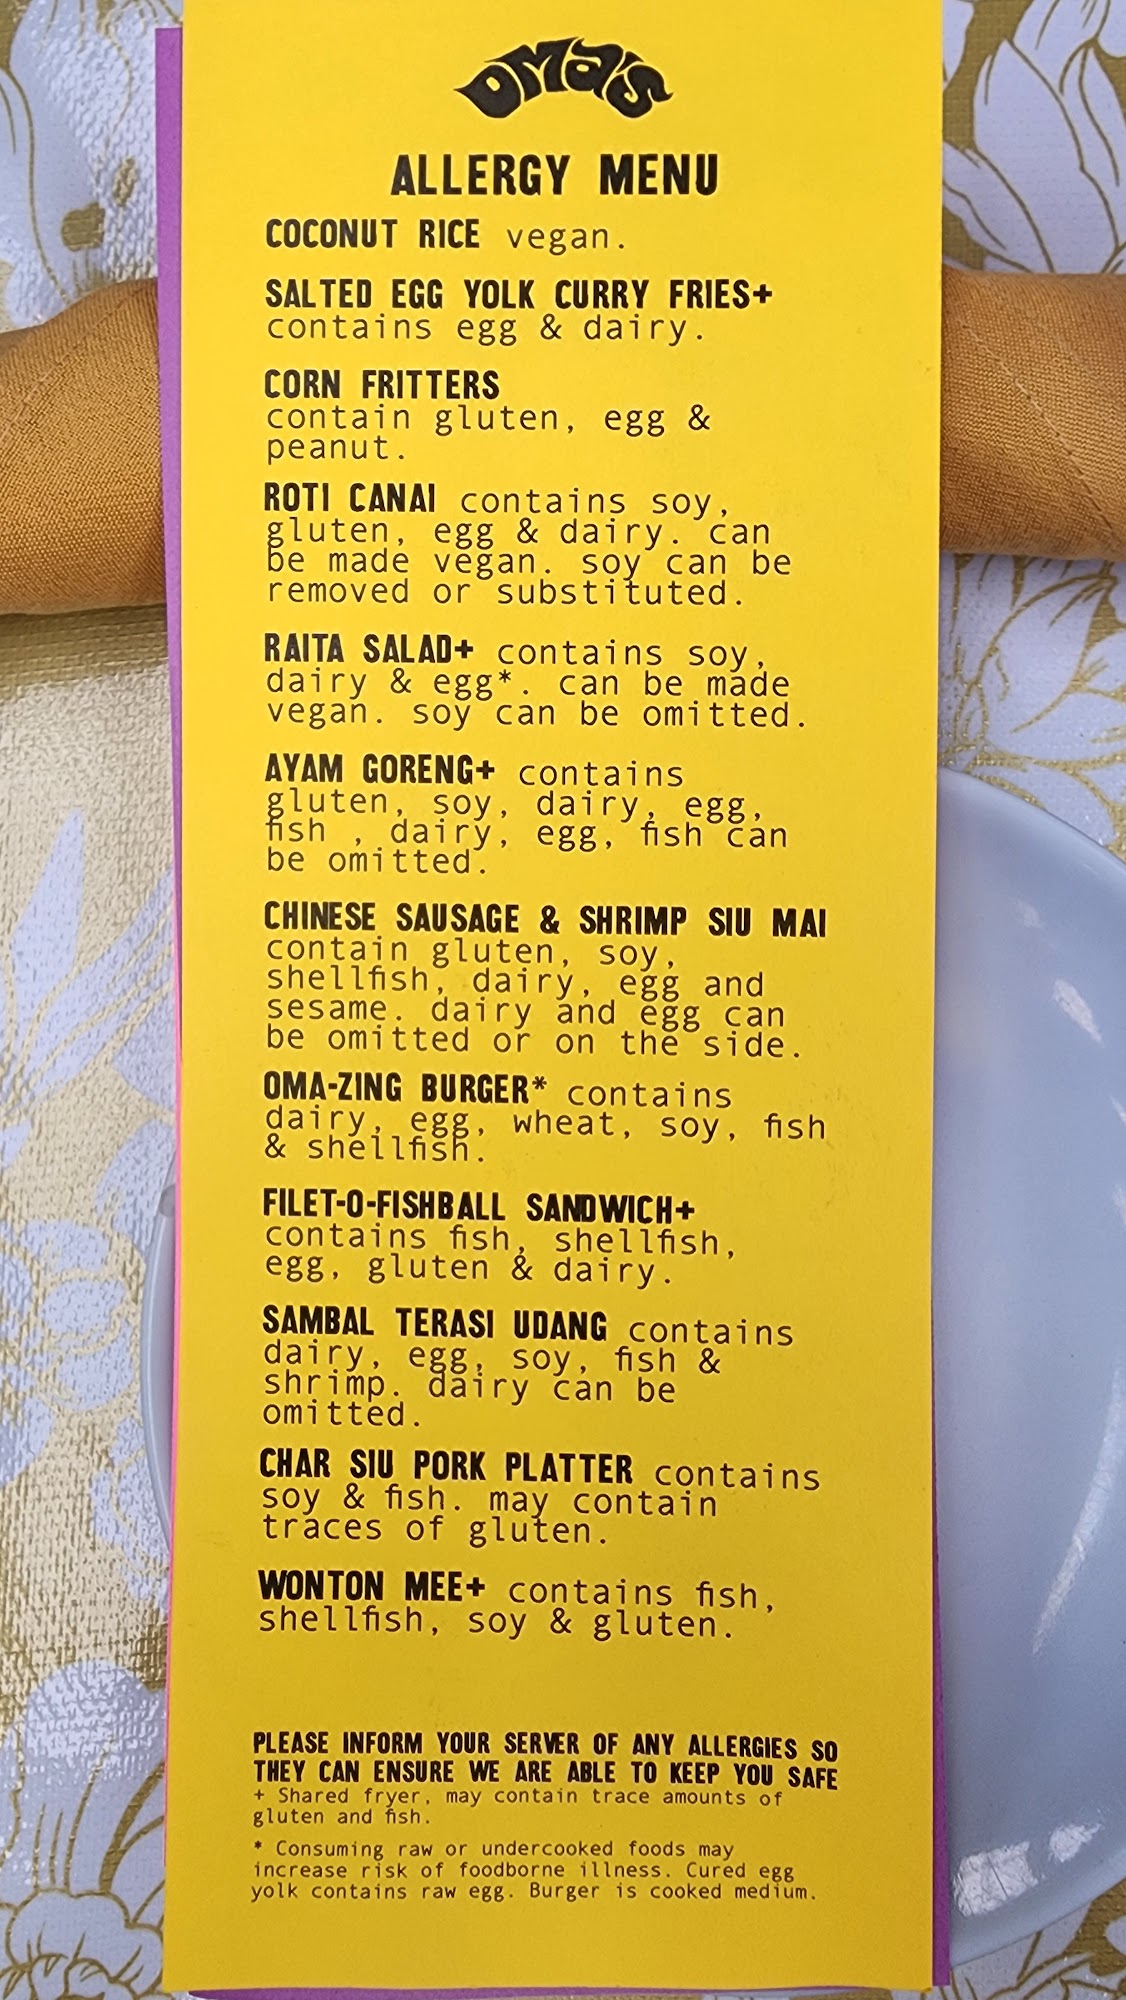 OMA'S
ALLERGY MENU
COCONUT RICE vegan.
SALTED EGG YOLK CURRY FRIES+
contains egg & dairy.
CORN FRITTERS
contain gluten, egg &
peanut.
ROTI CANAI contains soy,
gluten, egg & dairy. can
be made vegan. soy can be
removed or substituted.
RAITA SALAD+ contains soy,
dairy & egg*. can be made
vegan. soy can be omitted.
AYAM GORENG+ contains
gluten, soy, dairy, egg,
fish , dairy, egg, fish can
be omitted.
CHINESE SAUSAGE & SHRIMP SIU MAI
contain gluten, soy,
shellfish, dairy, egg and
sesame. dairy and egg can
be omitted or on the side.
OMA-ZING BURGER* contains
dairy, egg, wheat, soy, fish
& shellfish.
FILET-O-FISHBALL SANDWICH+
contains fish, shellfish,
egg, gluten & dairy.
SAMBAL TERASI UDANG contains
dairy, egg, soy, fish &
shrimp. dairy can be
omitted.
CHAR SIU PORK PLATTER contains
soy & fish. may contain
traces of gluten.
WONTON MEE+ contains fish,
shellfish, soy & gluten.
PLEASE INFORM YOUR SERVER OF ANY ALLERGIES SO
THEY CAN ENSURE WE ARE ABLE TO KEEP YOU SAFE
+ Shared fryer, may contain trace amounts of
gluten and fish.
* Consuming raw or undercooked foods may
increase risk of foodborne illness. Cured egg
yolk contains raw egg. Burger is cooked medium.